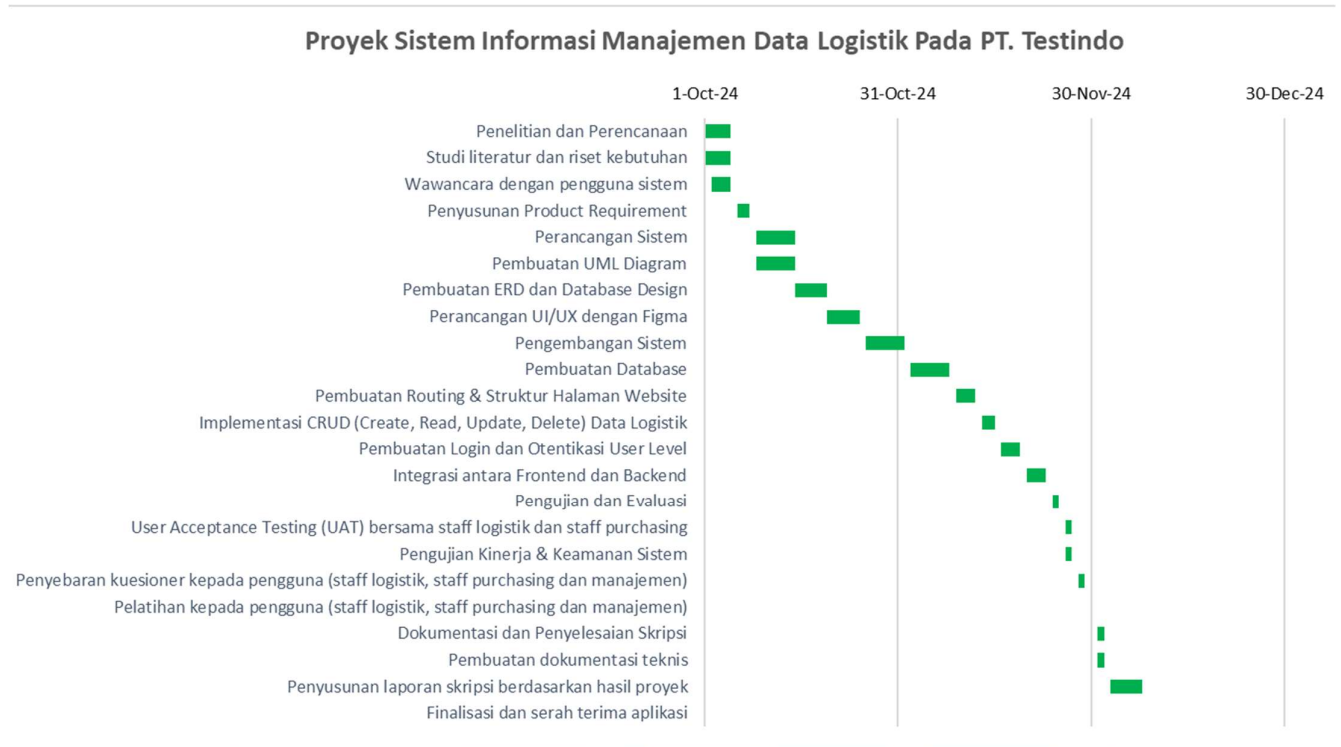 Proyek Sistem Informasi Manajemen Data Logistik Pada PT. Testindo
1-Oct-24 31-Oct-24 30-Nov-24 30-Dec-24
Penelitian dan Perencanaan
Studi literatur dan riset kebutuhan
Wawancara dengan pengguna sistem
Penyusunan Product Requirement
Perancangan Sistem
Pembuatan UML Diagram
Pembuatan ERD dan Database Design
Perancangan UI/UX dengan Figma
Pengembangan Sistem
Pembuatan Database
Pembuatan Routing & Struktur Halaman Website
Implementasi CRUD (Create, Read, Update, Delete) Data Logistik
Pembuatan Login dan Otentikasi User Level
Integrasi antara Frontend dan Backend
Pengujian dan Evaluasi
User Acceptance Testing (UAT) bersama staff logistik dan staff purchasing
Pengujian Kinerja & Keamanan Sistem
Penyebaran kuesioner kepada pengguna (staff logistik, staff purchasing dan manajemen)
Pelatihan kepada pengguna (staff logistik, staff purchasing dan manajemen)
Dokumentasi dan Penyelesaian Skripsi
Pembuatan dokumentasi teknis
Penyusunan laporan skripsi berdasarkan hasil proyek
Finalisasi dan serah terima aplikasi